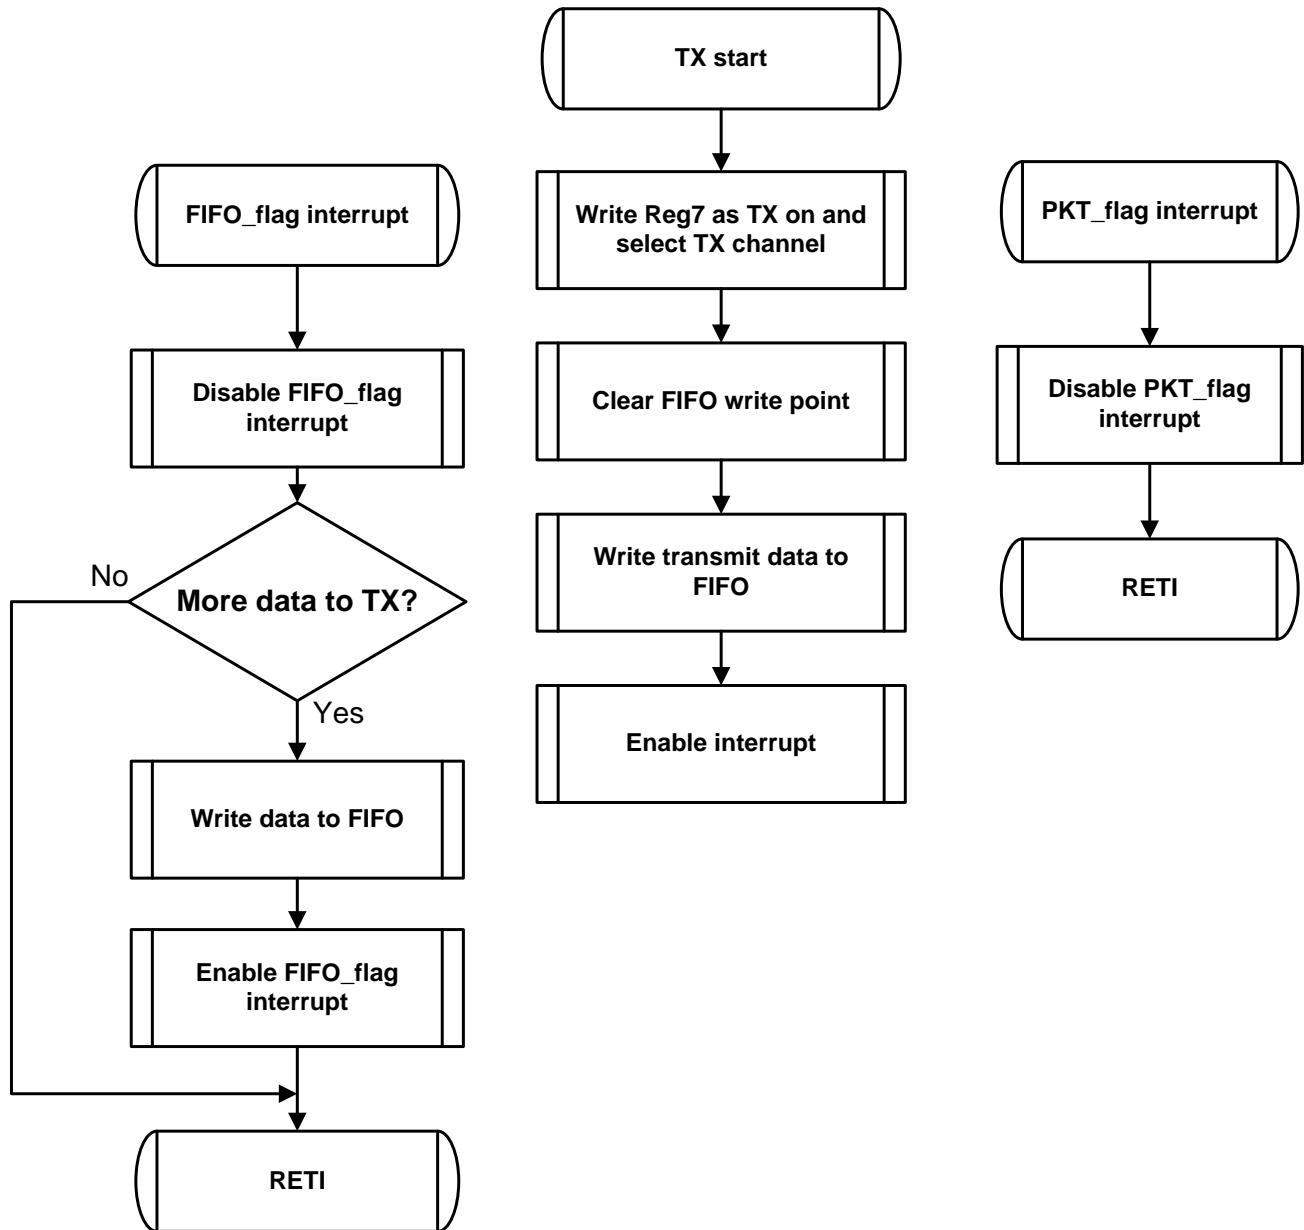 TX start
FIFO_flag interrupt
Disable FIFO_flag
interrupt
No
More data to TX?
Yes
Write data to FIFO
Enable FIFO_flag
interrupt
RETI
Write Reg7 as TX on and
select TX channel
Clear FIFO write point
Write transmit data to
FIFO
Enable interrupt
PKT_flag interrupt
Disable PKT_flag
interrupt
RETI